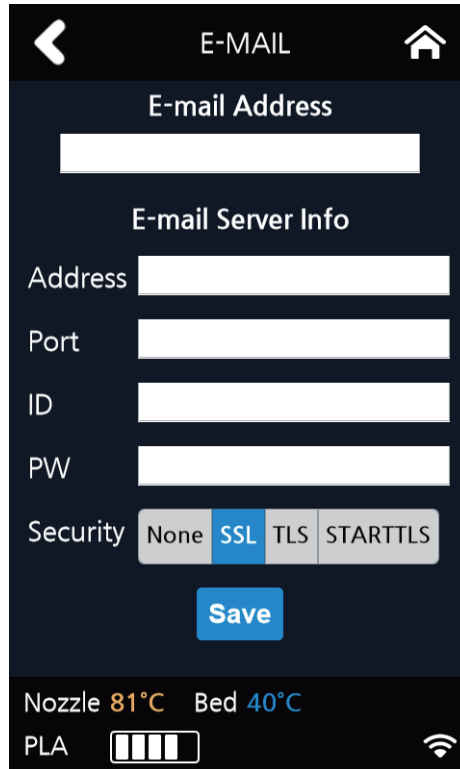 E-MAIL
E-mail Address
E-mail Server Info
Address
Port
ID
PW
Security None SSL TLS STARTTLS
Save
Nozzle 81°C Bed 40°C
PLA